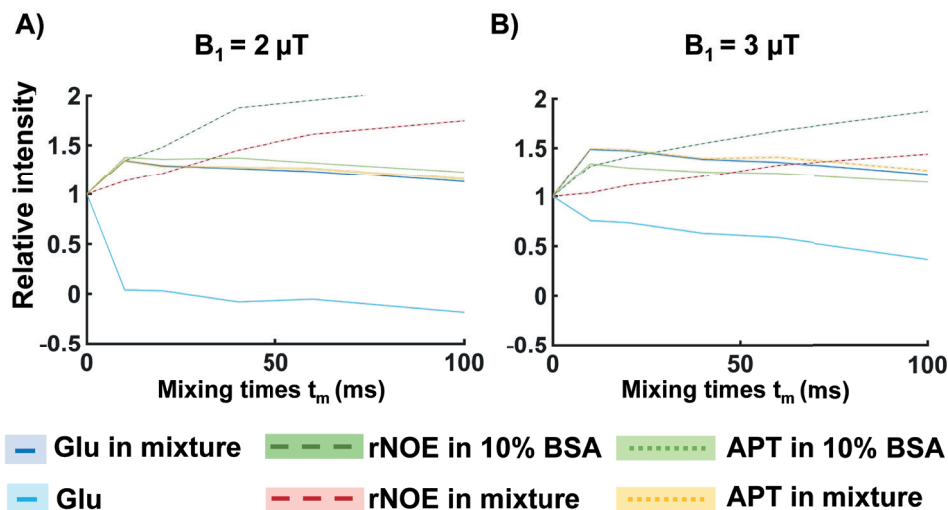 A)
B₁ = 2 µT
B)
B₁ = 3 µT
Relative intensity
2
1.5
1
0.5
0
-0.5
0
50
100
Mixing times tₘ (ms)
2
1.5
1
0.5
0
-0.5
0
50
100
Mixing times tₘ (ms)
Glu in mixture
rNOE in 10% BSA
APT in 10% BSA
Glu
rNOE in mixture
APT in mixture